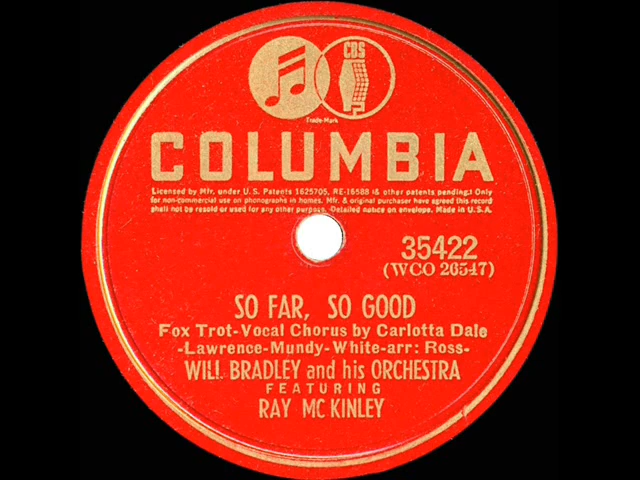 CBS
Trade Mark
COLUMBIA
Licensed by Mfr. under U.S. Patents 1625705, RE-16588 (& other patents pending) Only
for non-commercial use on phonographs in homes. Mfr. & original purchaser have agreed this record
shall not be resold or used for any other purpose. Detailed notice on envelope. Made in U.S.A.
35422
(WCO 26547)
SO FAR, SO GOOD
Fox Trot-Vocal Chorus by Carlotta Dale
-Lawrence-Mundy-White-arr: Ross-
WILL BRADLEY and his ORCHESTRA
FEATURING
RAY MC KINLEY